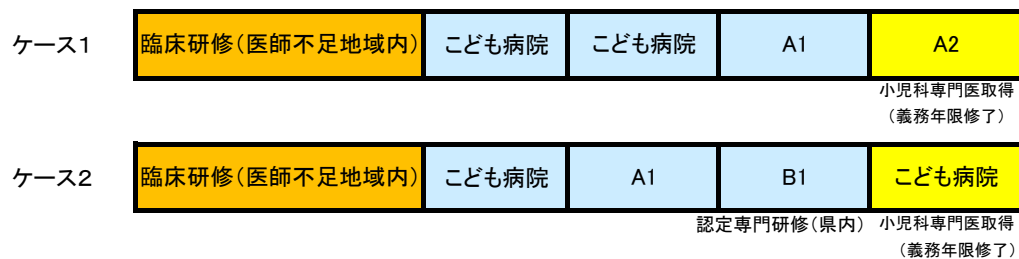 ケース1 臨床研修(医師不足地域内) こども病院 こども病院 A1 A2
小児科専門医取得
(義務年限修了)
ケース2 臨床研修(医師不足地域内) こども病院 A1 B1 こども病院
認定専門研修(県内) 小児科専門医取得
(義務年限修了)